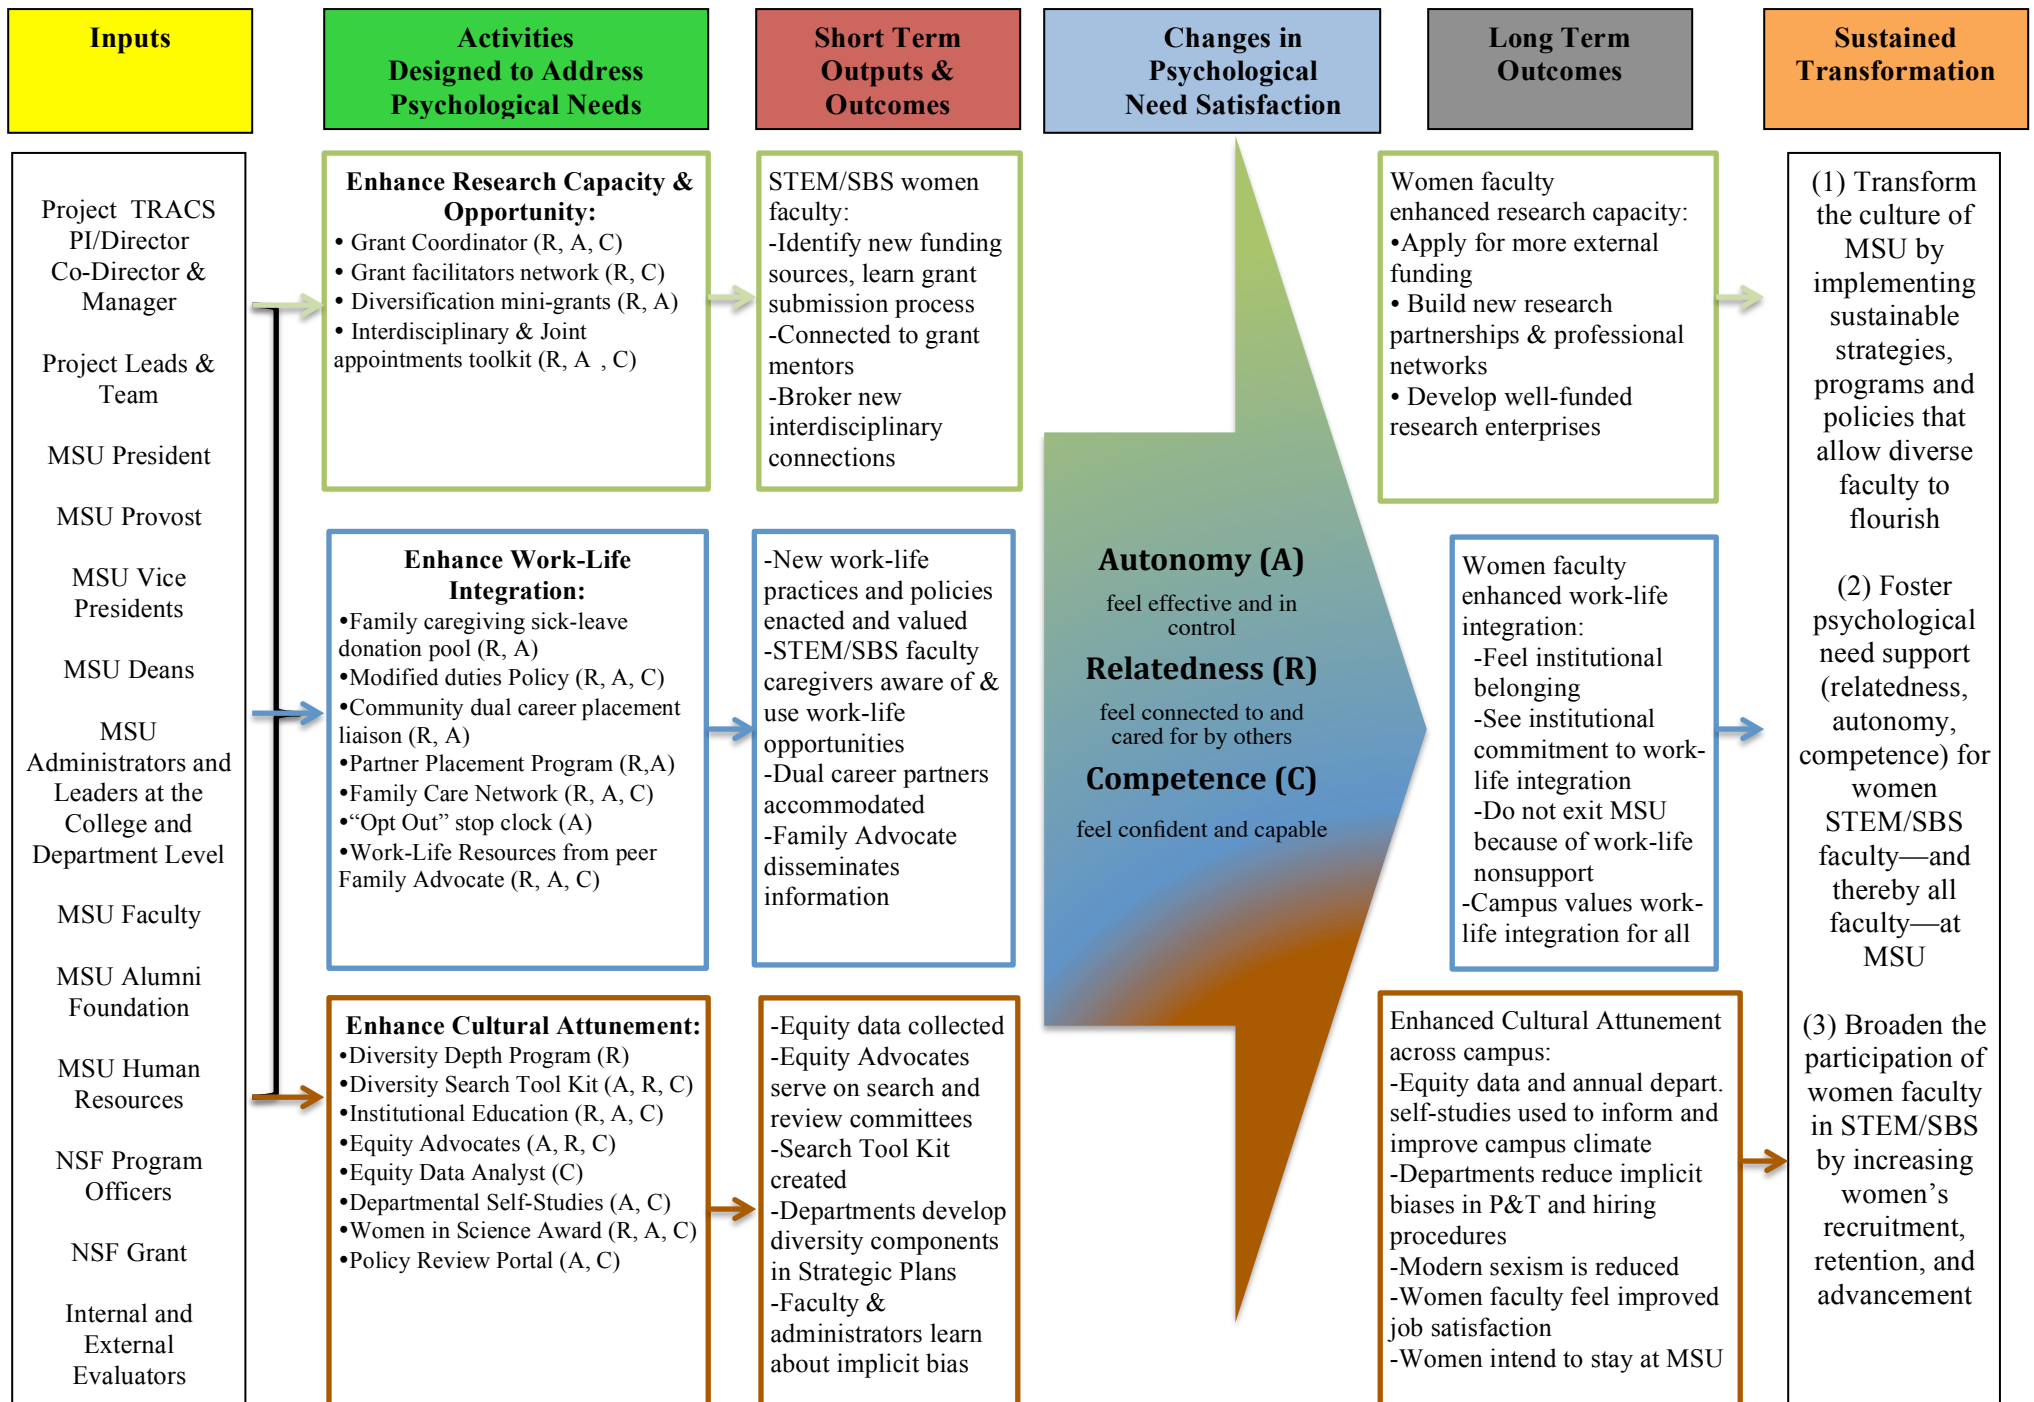 Inputs
Activities
Designed to Address
Psychological Needs
Short Term
Outputs &
Outcomes
Changes in
Psychological
Need Satisfaction
Long Term
Outcomes
Sustained
Transformation
Project TRACS
PI/Director
Co-Director &
Manager
Project Leads &
Team
MSU President
MSU Provost
MSU Vice
Presidents
MSU Deans
MSU
Administrators and
Leaders at the
College and
Department Level
MSU Faculty
MSU Alumni
Foundation
MSU Human
Resources
NSF Program
Officers
NSF Grant
Internal and
External
Evaluators
Enhance Research Capacity &
Opportunity:
• Grant Coordinator (R, A, C)
• Grant facilitators network (R, C)
• Diversification mini-grants (R, A)
• Interdisciplinary & Joint
appointments toolkit (R, A , C)
STEM/SBS women
faculty:
-Identify new funding
sources, learn grant
submission process
-Connected to grant
mentors
-Broker new
interdisciplinary
connections
Enhance Work-Life
Integration:
•Family caregiving sick-leave
donation pool (R, A)
•Modified duties Policy (R, A, C)
•Community dual career placement
liaison (R, A)
•Partner Placement Program (R,A)
•Family Care Network (R, A, C)
•“Opt Out” stop clock (A)
•Work-Life Resources from peer
Family Advocate (R, A, C)
-New work-life
practices and policies
enacted and valued
-STEM/SBS faculty
caregivers aware of &
use work-life
opportunities
-Dual career partners
accommodated
-Family Advocate
disseminates
information
Enhance Cultural Attunement:
•Diversity Depth Program (R)
•Diversity Search Tool Kit (A, R, C)
•Institutional Education (R, A, C)
•Equity Advocates (A, R, C)
•Equity Data Analyst (C)
•Departmental Self-Studies (A, C)
•Women in Science Award (R, A, C)
•Policy Review Portal (A, C)
-Equity data collected
-Equity Advocates
serve on search and
review committees
-Search Tool Kit
created
-Departments develop
diversity components
in Strategic Plans
-Faculty &
administrators learn
about implicit bias
Autonomy (A)
feel effective and in
control
Relatedness (R)
feel connected to and
cared for by others
Competence (C)
feel confident and capable
Women faculty
enhanced research capacity:
•Apply for more external
funding
• Build new research
partnerships & professional
networks
• Develop well-funded
research enterprises
Women faculty
enhanced work-life
integration:
-Feel institutional
belonging
-See institutional
commitment to work-
life integration
-Do not exit MSU
because of work-life
nonsupport
-Campus values work-
life integration for all
Enhanced Cultural Attunement
across campus:
-Equity data and annual depart.
self-studies used to inform and
improve campus climate
-Departments reduce implicit
biases in P&T and hiring
procedures
-Modern sexism is reduced
-Women faculty feel improved
job satisfaction
-Women intend to stay at MSU
(1) Transform
the culture of
MSU by
implementing
sustainable
strategies,
programs and
policies that
allow diverse
faculty to
flourish
(2) Foster
psychological
need support
(relatedness,
autonomy,
competence) for
women
STEM/SBS
faculty—and
thereby all
faculty—at
MSU
(3) Broaden the
participation of
women faculty
in STEM/SBS
by increasing
women’s
recruitment,
retention, and
advancement